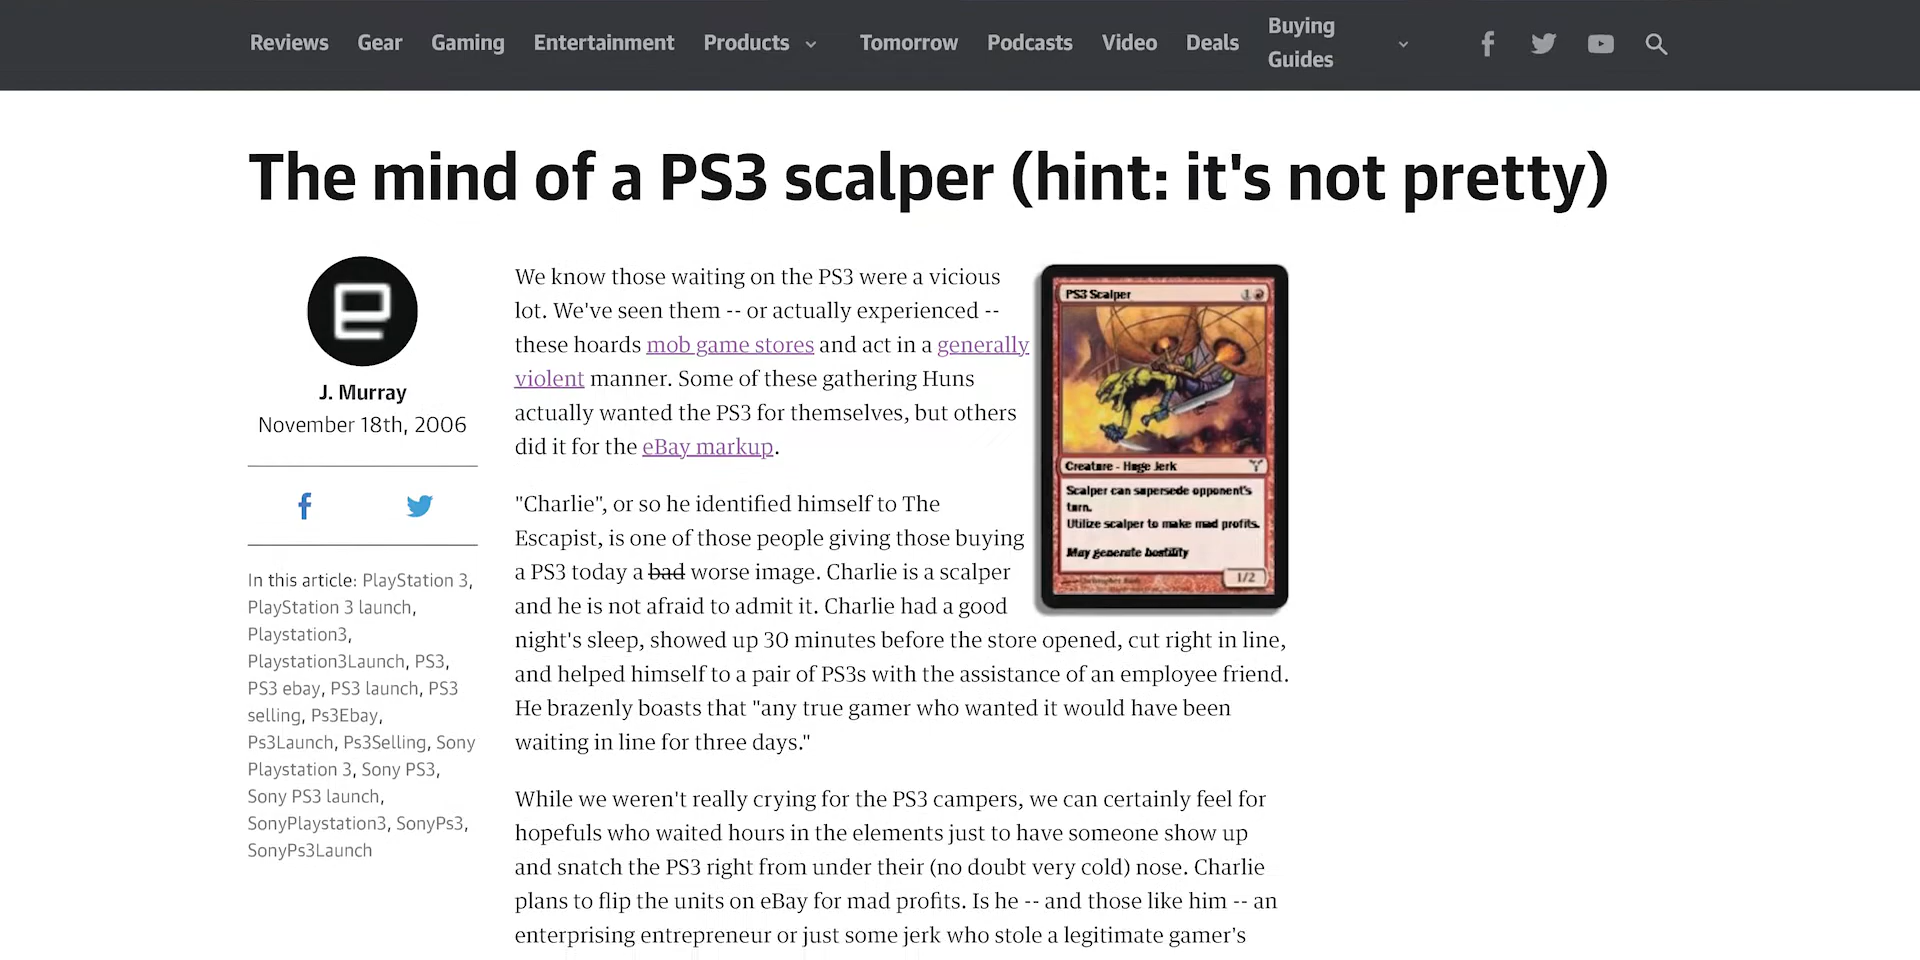 Reviews Gear Gaming Entertainment Products Tomorrow Podcasts Video Deals Buying Guides
The mind of a PS3 scalper (hint: it's not pretty)
J. Murray
November 18th, 2006
In this article: PlayStation 3,
PlayStation 3 launch,
Playstation3,
Playstation3Launch, PS3,
PS3 ebay, PS3 launch, PS3
selling, Ps3Ebay,
Ps3Launch, Ps3Selling, Sony
Playstation 3, Sony PS3,
Sony PS3 launch,
SonyPlaystation3, SonyPs3,
SonyPs3Launch
We know those waiting on the PS3 were a vicious
lot. We've seen them -- or actually experienced --
these hoards mob game stores and act in a generally
violent manner. Some of these gathering Huns
actually wanted the PS3 for themselves, but others
did it for the eBay markup.
"Charlie", or so he identified himself to The
Escapist, is one of those people giving those buying
a PS3 today a bad worse image. Charlie is a scalper
and he is not afraid to admit it. Charlie had a good
night's sleep, showed up 30 minutes before the store opened, cut right in line,
and helped himself to a pair of PS3s with the assistance of an employee friend.
He brazenly boasts that "any true gamer who wanted it would have been
waiting in line for three days."
While we weren't really crying for the PS3 campers, we can certainly feel for
hopefuls who waited hours in the elements just to have someone show up
and snatch the PS3 right from under their (no doubt very cold) nose. Charlie
plans to flip the units on eBay for mad profits. Is he -- and those like him -- an
enterprising entrepreneur or just some jerk who stole a legitimate gamer's
PS3 Scalper 1
Creature - Huge Jerk
Scalper can supersede opponent's
turn.
Utilize scalper to make mad profits.
May generate hostility
1/2